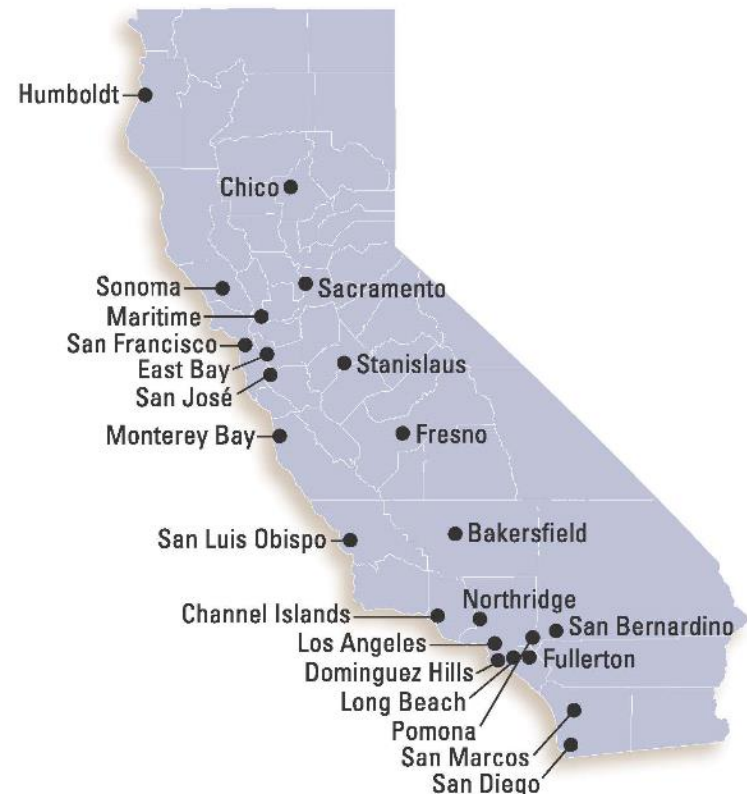 Humboldt
Chico
Sonoma
Sacramento
Maritime
San Francisco
East Bay
Stanislaus
San José
Monterey Bay
Fresno
San Luis Obispo
Bakersfield
Channel Islands
Northridge
San Bernardino
Los Angeles
Dominguez Hills
Fullerton
Long Beach
Pomona
San Marcos
San Diego